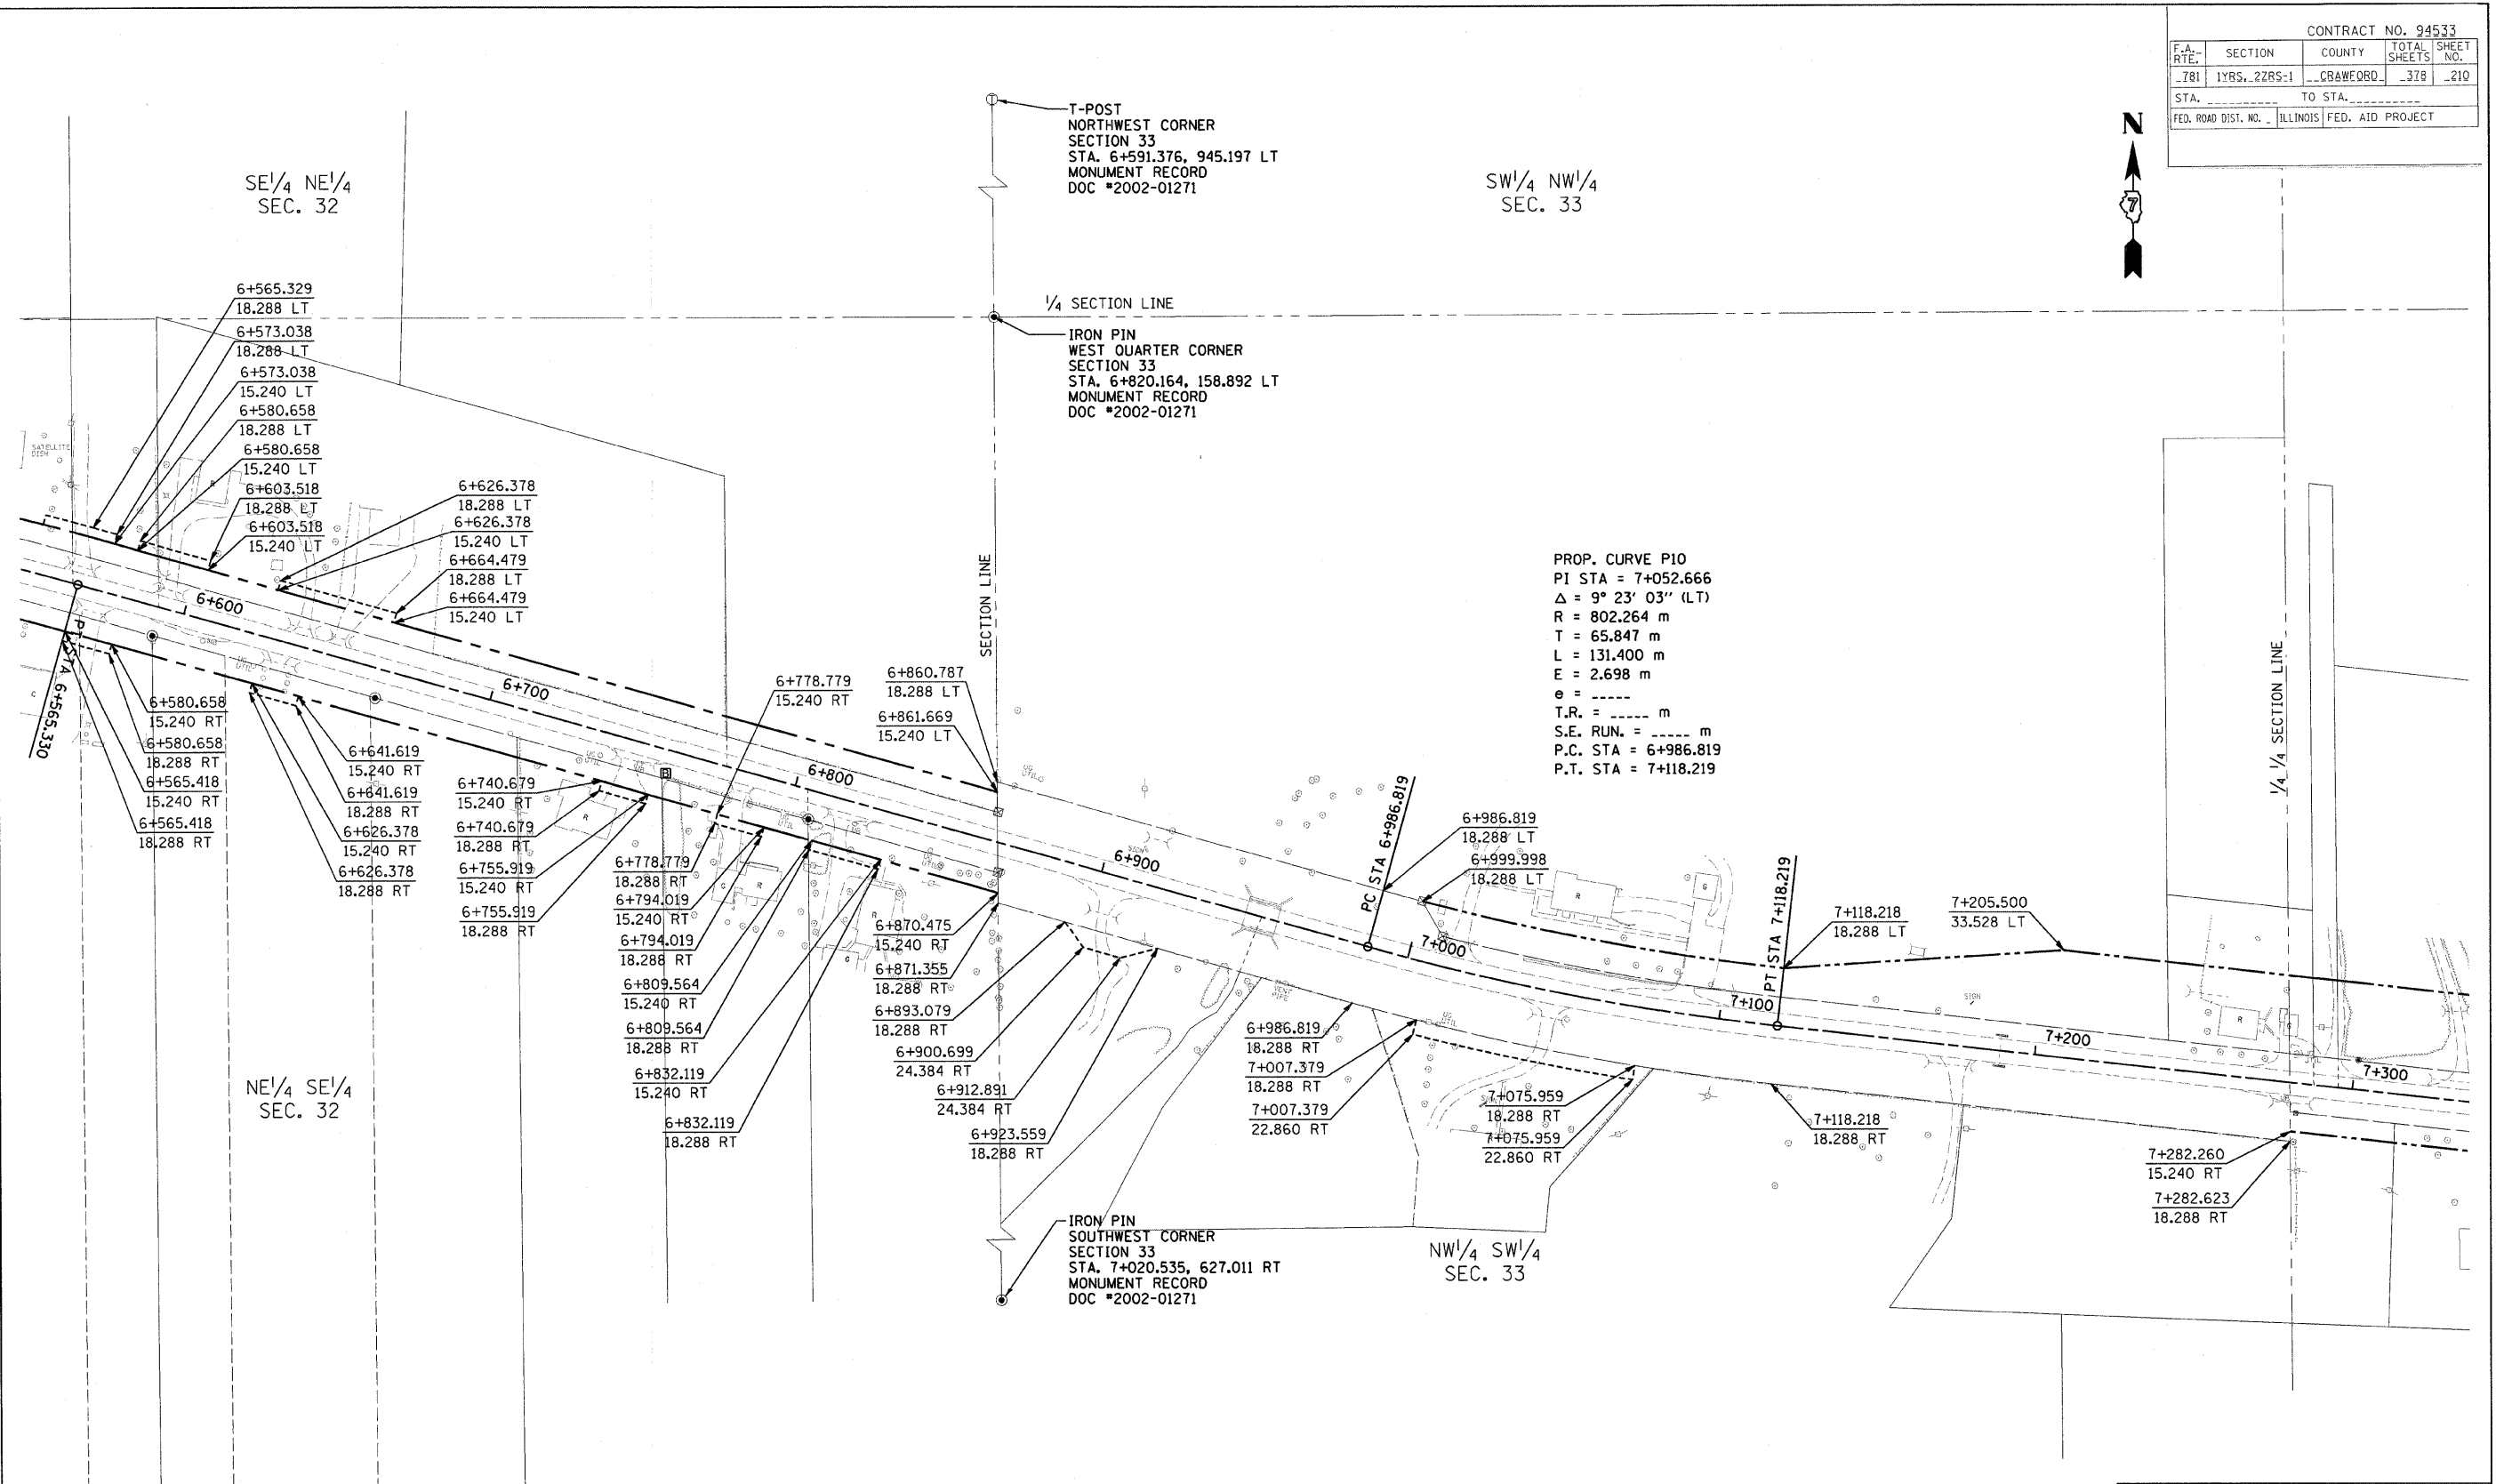 CONTRACT NO. 94533
F.A. RTE. SECTION COUNTY TOTAL SHEETS SHEET NO.
781 1YRS, 2ZRS-1 CRAWFORD 378 210
STA. __________ TO STA. __________
FED. ROAD DIST. NO. _ ILLINOIS FED. AID PROJECT
N
7
T-POST
NORTHWEST CORNER
SECTION 33
STA. 6+591.376, 945.197 LT
MONUMENT RECORD
DOC #2002-01271
SE1/4 NE1/4
SEC. 32
SW1/4 NW1/4
SEC. 33
1/4 SECTION LINE
IRON PIN
WEST QUARTER CORNER
SECTION 33
STA. 6+820.164, 158.892 LT
MONUMENT RECORD
DOC #2002-01271
6+565.329
18.288 LT
6+573.038
18.288 LT
6+573.038
15.240 LT
6+580.658
18.288 LT
6+580.658
15.240 LT
6+603.518
18.288 LT
6+603.518
15.240 LT
6+626.378
18.288 LT
6+626.378
15.240 LT
6+664.479
18.288 LT
6+664.479
15.240 LT
SATELLITE
DISH
SECTION LINE
PROP. CURVE P10
PI STA = 7+052.666
Δ = 9° 23' 03'' (LT)
R = 802.264 m
T = 65.847 m
L = 131.400 m
E = 2.698 m
e = _____
T.R. = _____ m
S.E. RUN. = _____ m
P.C. STA = 6+986.819
P.T. STA = 7+118.219
1/4 1/4 SECTION LINE
6+600
6+700
6+800
6+900
7+000
7+100
7+200
7+300
PT STA 6+565.330
PC STA 6+986.819
PT STA 7+118.219
6+580.658
15.240 RT
6+580.658
18.288 RT
6+565.418
15.240 RT
6+565.418
18.288 RT
6+641.619
15.240 RT
6+641.619
18.288 RT
6+626.378
15.240 RT
6+626.378
18.288 RT
6+740.679
15.240 RT
6+740.679
18.288 RT
6+755.919
15.240 RT
6+755.919
18.288 RT
6+778.779
15.240 RT
6+778.779
18.288 RT
6+794.019
15.240 RT
6+794.019
18.288 RT
6+809.564
15.240 RT
6+809.564
18.288 RT
6+832.119
15.240 RT
6+832.119
18.288 RT
6+860.787
18.288 LT
6+861.669
15.240 LT
6+870.475
15.240 RT
6+871.355
18.288 RT
6+893.079
18.288 RT
6+900.699
24.384 RT
6+912.891
24.384 RT
6+923.559
18.288 RT
6+986.819
18.288 LT
6+999.998
18.288 LT
6+986.819
18.288 RT
7+007.379
18.288 RT
7+007.379
22.860 RT
7+075.959
18.288 RT
7+075.959
22.860 RT
7+118.218
18.288 LT
7+205.500
33.528 LT
7+118.218
18.288 RT
7+282.260
15.240 RT
7+282.623
18.288 RT
SIGN
B
R
G
NE1/4 SE1/4
SEC. 32
IRON PIN
SOUTHWEST CORNER
SECTION 33
STA. 7+020.535, 627.011 RT
MONUMENT RECORD
DOC #2002-01271
NW1/4 SW1/4
SEC. 33